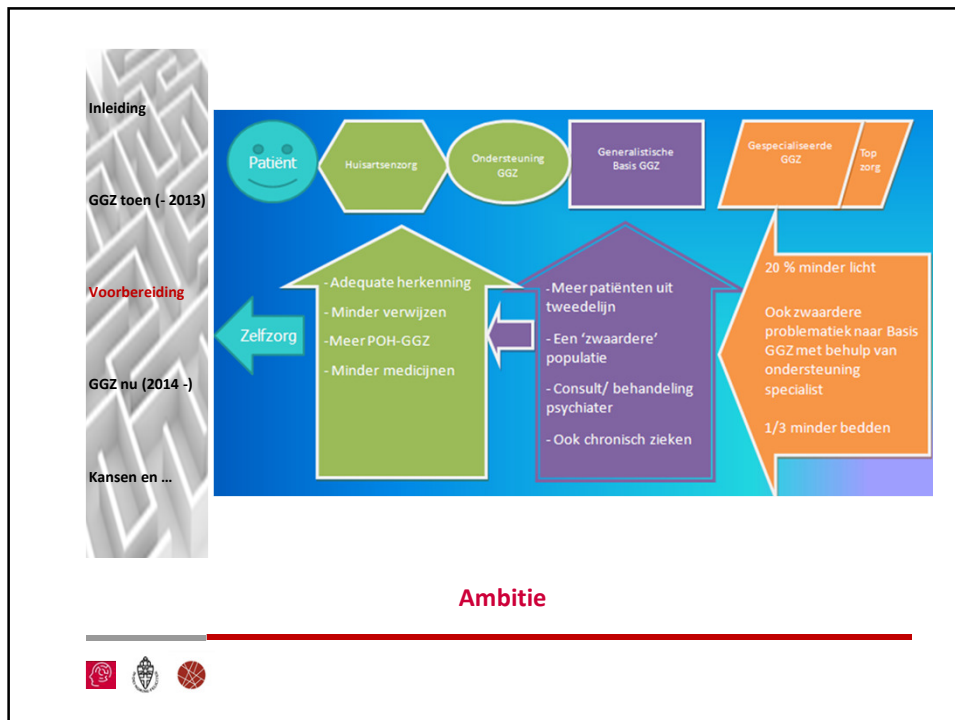 Inleiding
GGZ toen (- 2013)
Voorbereiding
GGZ nu (2014 -)
Kansen en ...
Patiënt
Huisartsenzorg
Ondersteuning
GGZ
Generalistische
Basis GGZ
Gespecialiseerde
GGZ
Top
zorg
Zelfzorg
- Adequate herkenning
- Minder verwijzen
- Meer POH-GGZ
- Minder medicijnen
- Meer patiënten uit
tweedelijn
- Een ‘zwaardere’
populatie
- Consult/ behandeling
psychiater
- Ook chronisch zieken
20 % minder licht
Ook zwaardere
problematiek naar Basis
GGZ met behulp van
ondersteuning
specialist
1/3 minder bedden
Ambitie